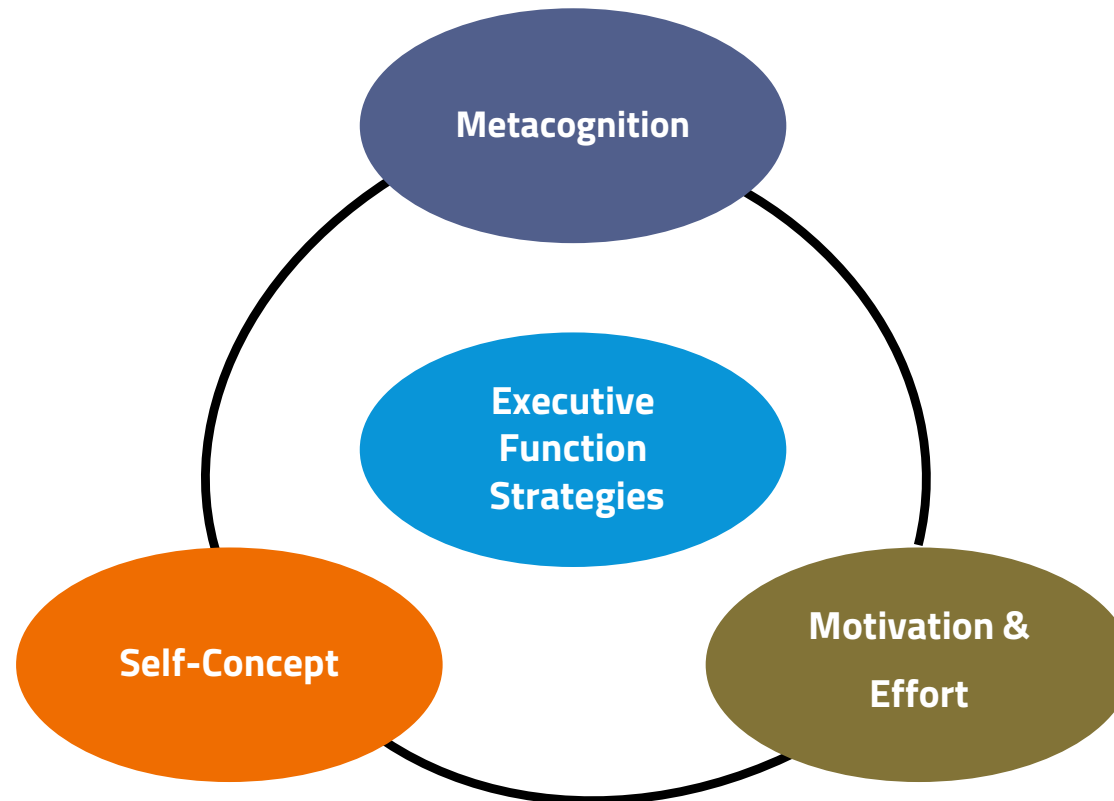 Metacognition
Executive
Function
Strategies
Self-Concept
Motivation &
Effort